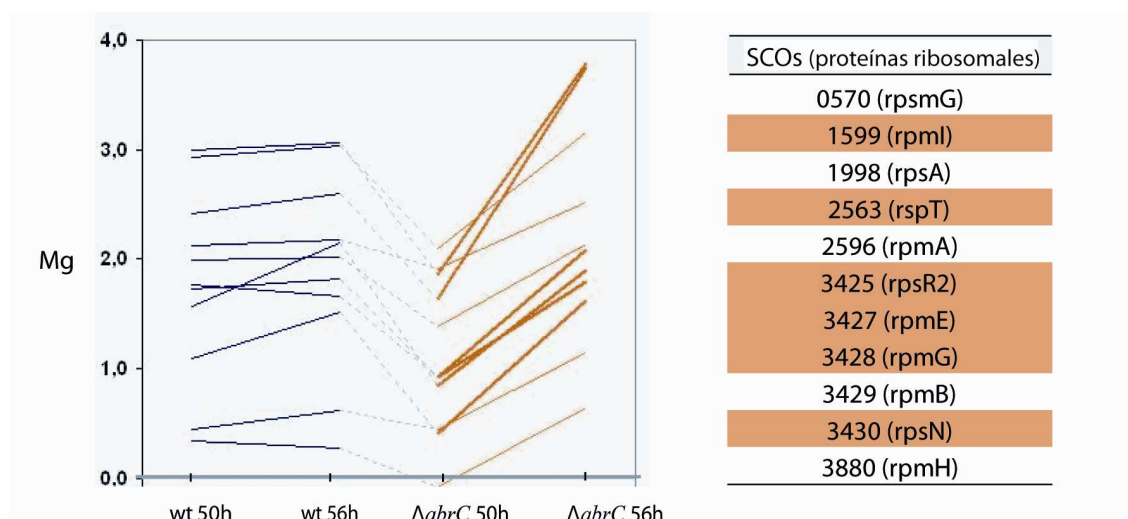 4,0
3,0
2,0
1,0
0.0
Mg
wt 50h
wt 56h
ΔabrC 50h
ΔabrC 56h
SCOs (proteínas ribosomales)
0570 (rpsmG)
1599 (rpmI)
1998 (rpsA)
2563 (rspT)
2596 (rpmA)
3425 (rpsR2)
3427 (rpmE)
3428 (rpmG)
3429 (rpmB)
3430 (rpsN)
3880 (rpmH)